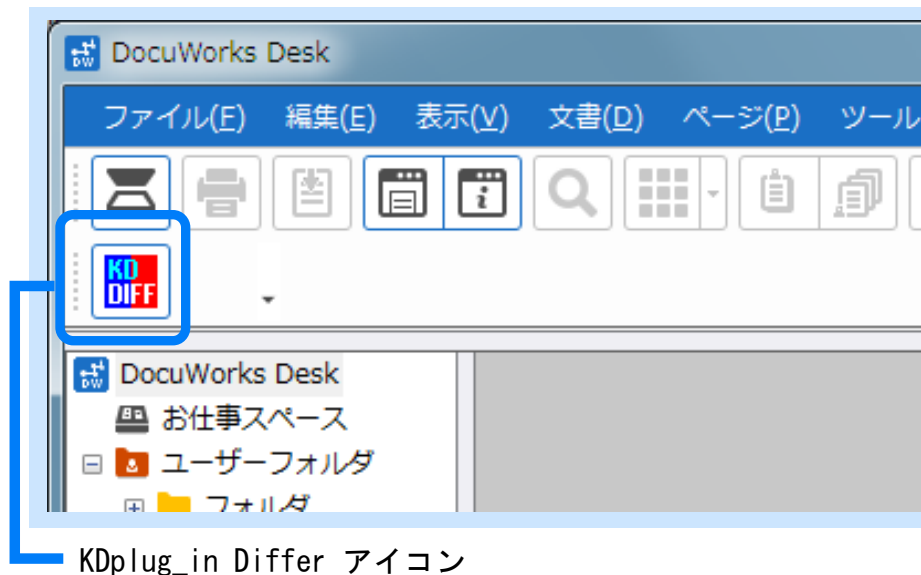 DocuWorks Desk
ファイル(F) 編集(E) 表示(V) 文書(D) ページ(P) ツール
KD
DIFF
DocuWorks Desk
お仕事スペース
ユーザーフォルダ
フォルダ
KDplug_in Differ アイコン